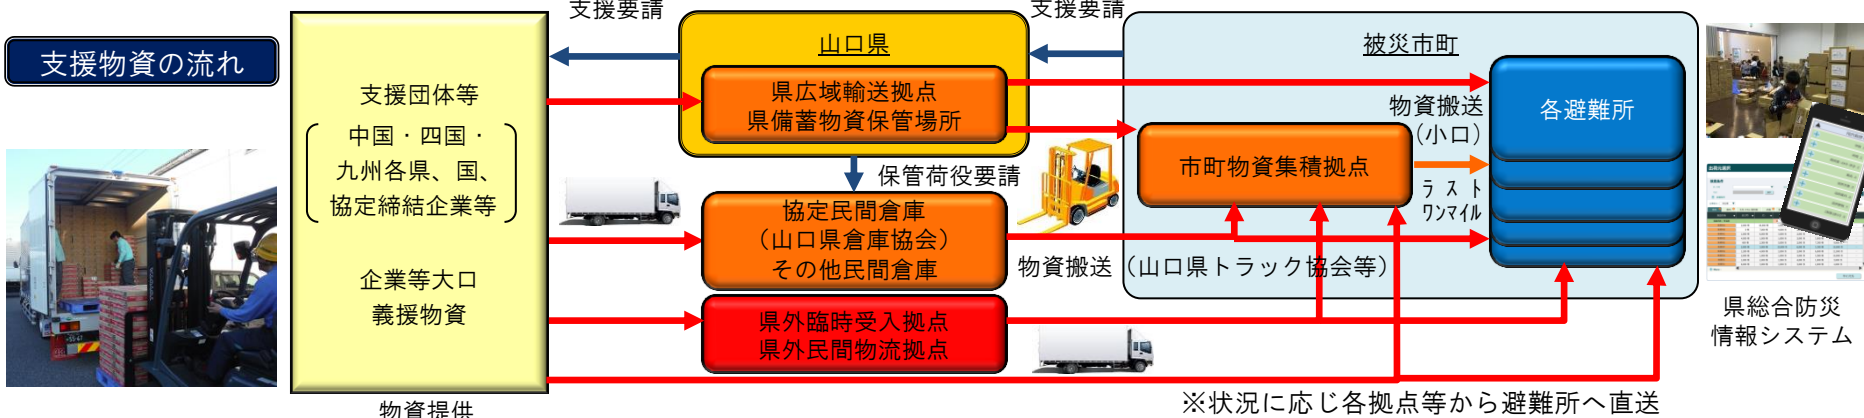 支援物資の流れ
支援要請
支援要請
支援団体等
中国・四国・
九州各県、国、
協定締結企業等
企業等大口
義援物資
物資提供
山口県
県広域輸送拠点
県備蓄物資保管場所
保管荷役要請
協定民間倉庫
（山口県倉庫協会）
その他民間倉庫
県外臨時受入拠点
県外民間物流拠点
物資搬送（山口県トラック協会等）
被災市町
市町物資集積拠点
物資搬送
（小口）
ラスト
ワンマイル
各避難所
※状況に応じ各拠点等から避難所へ直送
県総合防災
情報システム